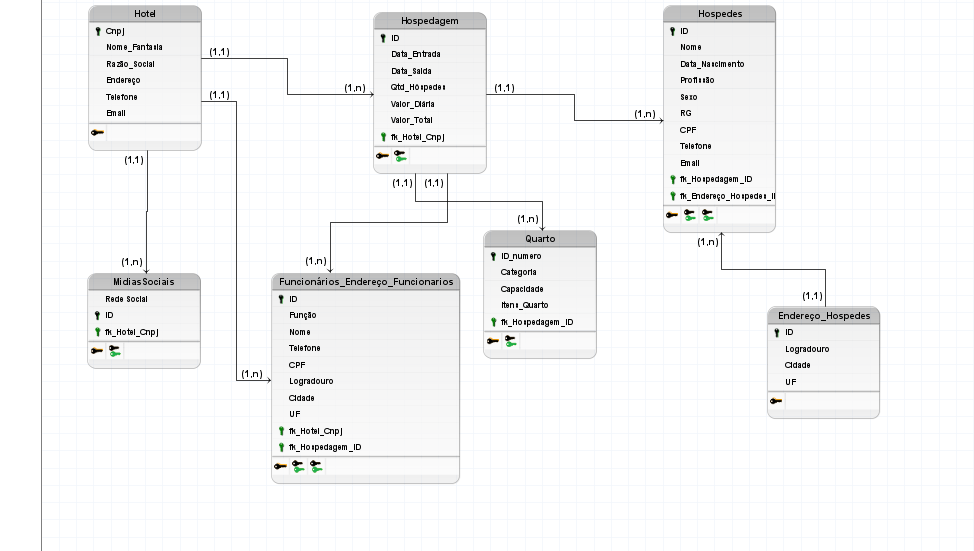 Hotel
Cnpj
Nome_Fantasia
Razão_Social
Endereço
Telefone
Email
(1,1)
(1,1)
(1,1)
(1,n)
Hospedagem
ID
Data_Entrada
Data_Saida
Qtd_Hóspedes
Valor_Diária
Valor_Total
fk_Hotel_Cnpj
(1,1)
(1,1)
(1,1)
(1,n)
Hospedes
ID
Nome
Data_Nascimento
Profissão
Sexo
RG
CPF
Telefone
Email
fk_Hospedagem_ID
fk_Endereço_Hospedes_I
(1,n)
(1,n)
MidiasSociais
Rede Social
ID
fk_Hotel_Cnpj
(1,n)
(1,n)
Funcionários_Endereço_Funcionarios
ID
Função
Nome
Telefone
CPF
Logradouro
Cidade
UF
fk_Hotel_Cnpj
fk_Hospedagem_ID
(1,n)
Quarto
ID_numero
Categoria
Capacidade
Itens_Quarto
fk_Hospedagem_ID
(1,1)
Endereço_Hospedes
ID
Logradouro
Cidade
UF